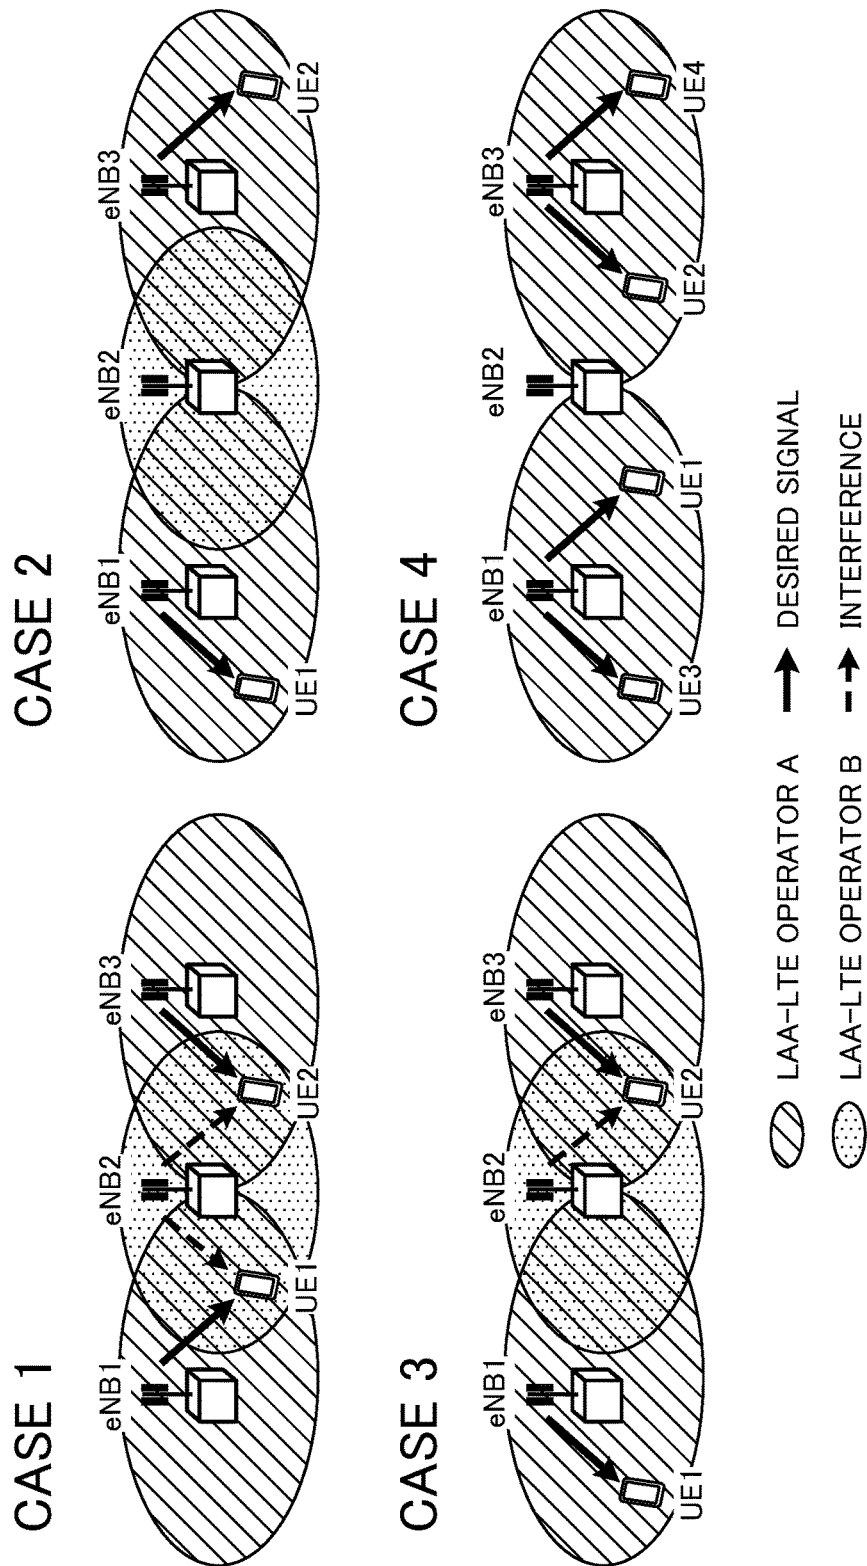 CASE 1
eNB1
eNB2
eNB3
UE1
UE2
CASE 2
eNB1
eNB2
eNB3
UE1
UE2
CASE 3
eNB1
eNB2
eNB3
UE1
UE2
CASE 4
eNB1
eNB2
eNB3
UE3
UE1
UE2
UE4
LAA-LTE OPERATOR A
DESIRED SIGNAL
LAA-LTE OPERATOR B
INTERFERENCE